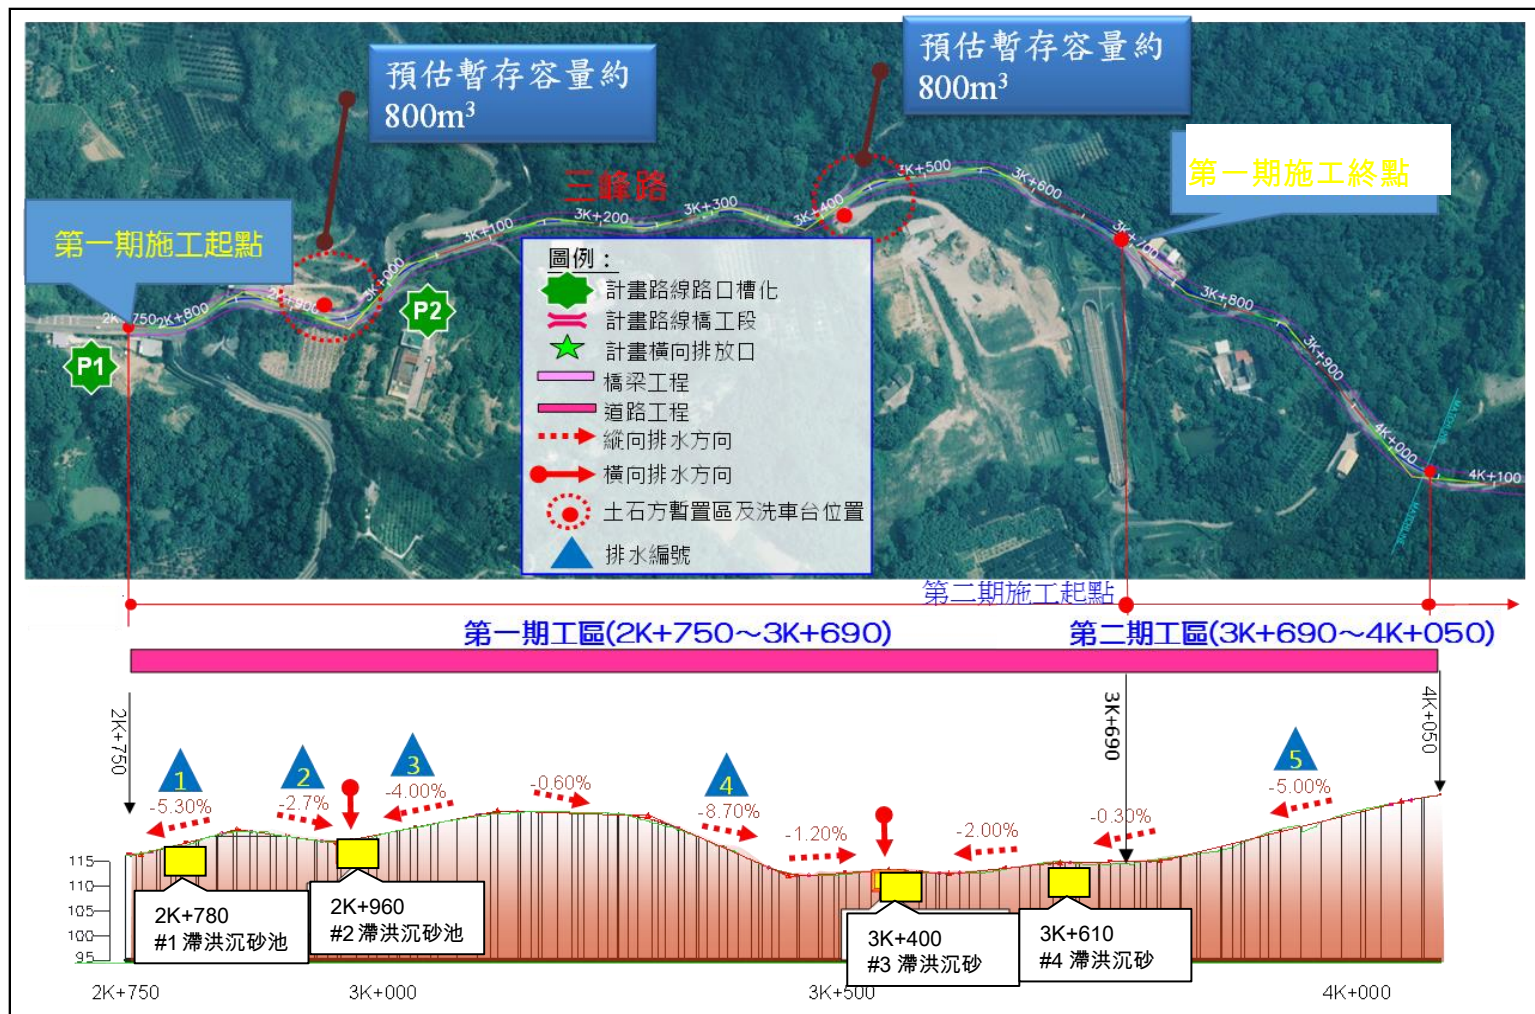 預估暫存容量約
800m³
預估暫存容量約
800m³
三峰路
第一期施工起點
第一期施工終點
2K+750
2K+800
2K+900
3K+000
3K+100
3K+200
3K+300
3K+400
3K+500
3K+600
3K+700
3K+800
3K+900
4K+000
4K+100
MATCHLINE
MATCHLINE
P1
P2
圖例：
計畫路線路口槽化
計畫路線橋工段
計畫橫向排放口
橋梁工程
道路工程
縱向排水方向
橫向排水方向
土石方暫置區及洗車台位置
排水編號
第二期施工起點
第一期工區(2K+750～3K+690)
第二期工區(3K+690～4K+050)
2K+750
3K+690
4K+050
1
2
3
4
5
-5.30%
-2.7%
-4.00%
-0.60%
-8.70%
-1.20%
-2.00%
-0.30%
-5.00%
115
110
105
100
95
2K+780
#1 滯洪沉砂池
2K+960
#2 滯洪沉砂池
3K+400
#3 滯洪沉砂
3K+610
#4 滯洪沉砂
2K+750
3K+000
3K+500
4K+000